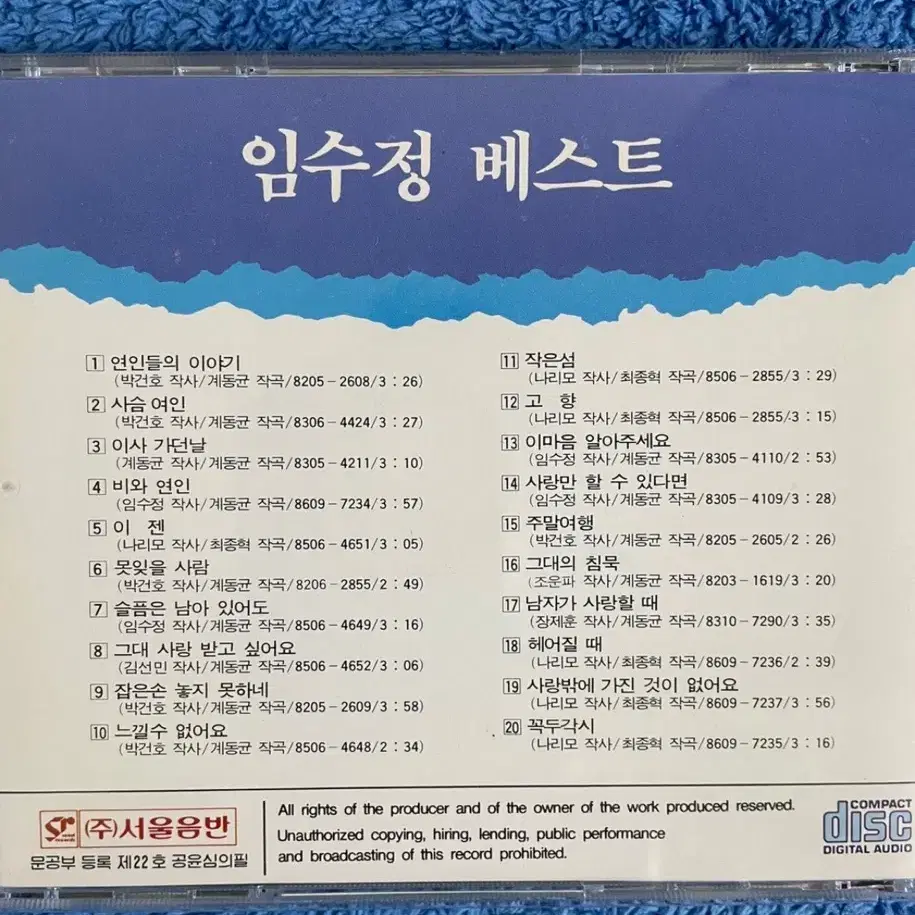 임수정 베스트
1 연인들의 이야기
(박건호 작사/계동균 작곡/8205-2608/3 : 26)
2 사슴 여인
(박건호 작사/계동균 작곡/8306-4424/3 : 27)
3 이사 가던날
(계동균 작사/계동균 작곡/8305-4211/3 : 10)
4 비와 연인
(임수정 작사/계동균 작곡/8609-7234/3 : 57)
5 이 젠
(나리모 작사/최종혁 작곡/8506-4651/3 : 05)
6 못잊을 사람
(박건호 작사/계동균 작곡/8206-2855/2 : 49)
7 슬픔은 남아 있어도
(임수정 작사/계동균 작곡/8506-4649/3 : 16)
8 그대 사랑 받고 싶어요
(김선민 작사/계동균 작곡/8506-4652/3 : 06)
9 잡은손 놓지 못하네
(박건호 작사/계동균 작곡/8205-2609/3 : 58)
10 느낄수 없어요
(박건호 작사/계동균 작곡/8506-4648/2 : 34)
11 작은섬
(나리모 작사/최종혁 작곡/8506-2855/3 : 29)
12 고 향
(나리모 작사/최종혁 작곡/8506-2855/3 : 15)
13 이마음 알아주세요
(임수정 작사/계동균 작곡/8305-4110/2 : 53)
14 사랑만 할 수 있다면
(임수정 작사/계동균 작곡/8305-4109/3 : 28)
15 주말여행
(박건호 작사/계동균 작곡/8205-2605/2 : 26)
16 그대의 침묵
(조운파 작사/계동균 작곡/8203-1619/3 : 20)
17 남자가 사랑할 때
(장제훈 작사/계동균 작곡/8310-7290/3 : 35)
18 헤어질 때
(나리모 작사/최종혁 작곡/8609-7236/2 : 39)
19 사랑밖에 가진 것이 없어요
(나리모 작사/최종혁 작곡/8609-7237/3 : 56)
20 꼭두각시
(나리모 작사/최종혁 작곡/8609-7235/3 : 16)
(주)서울음반
문공부 등록 제22호 공윤심의필
All rights of the producer and of the owner of the work produced reserved.
Unauthorized copying, hiring, lending, public performance
and broadcasting of this record prohibited.
COMPACT
disc
DIGITAL AUDIO